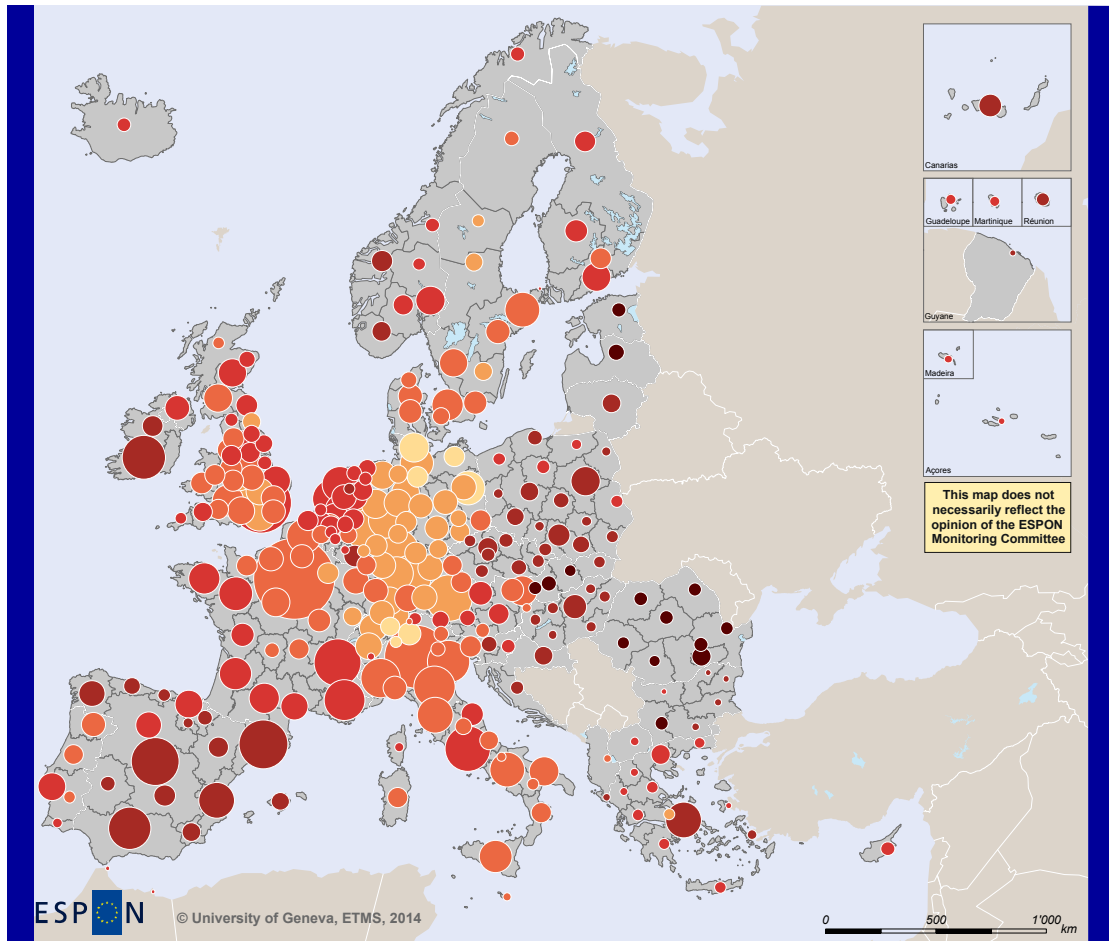 Canarias
Guadeloupe
Martinique
Réunion
Guyane
Madeira
Açores
This map does not
necessarily reflect the
opinion of the ESPON
Monitoring Committee
ESPON
© University of Geneva, ETMS, 2014
0
500
1'000
km